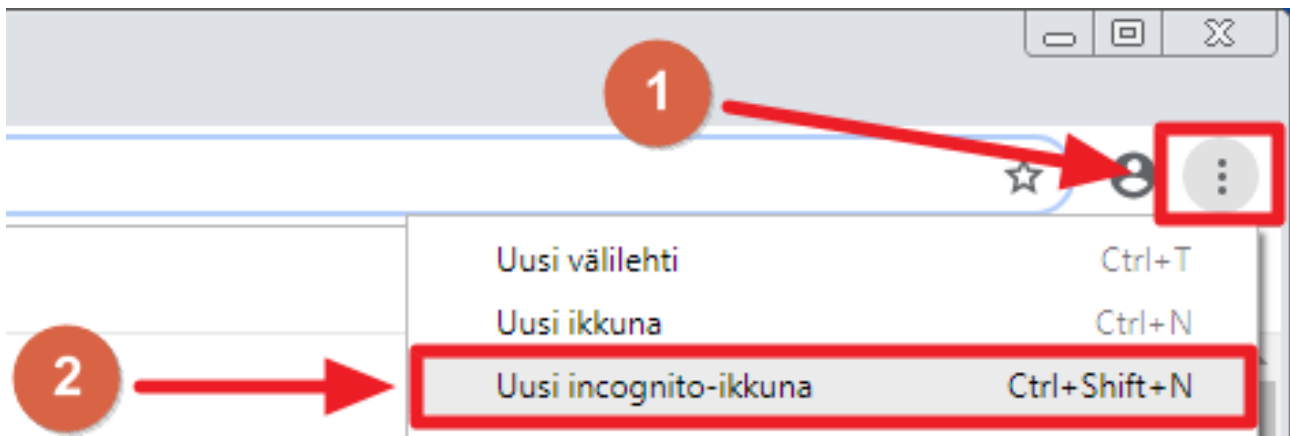 1
Uusi välilehti Ctrl+T
Uusi ikkuna Ctrl+N
2
Uusi incognito-ikkuna Ctrl+Shift+N